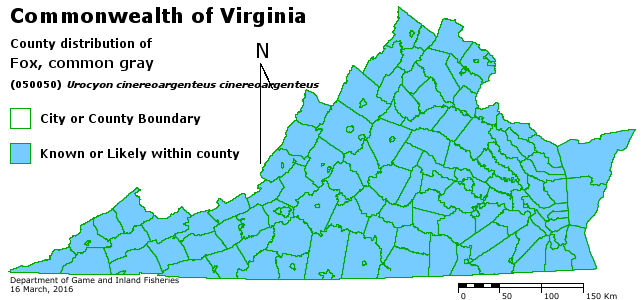 Commonwealth of Virginia
County distribution of
Fox, common gray
(050050) Urocyon cinereoargenteus cinereoargenteus
N
City or County Boundary
Known or Likely within county
Department of Game and Inland Fisheries
16 March, 2016
0 50 100 150 Km